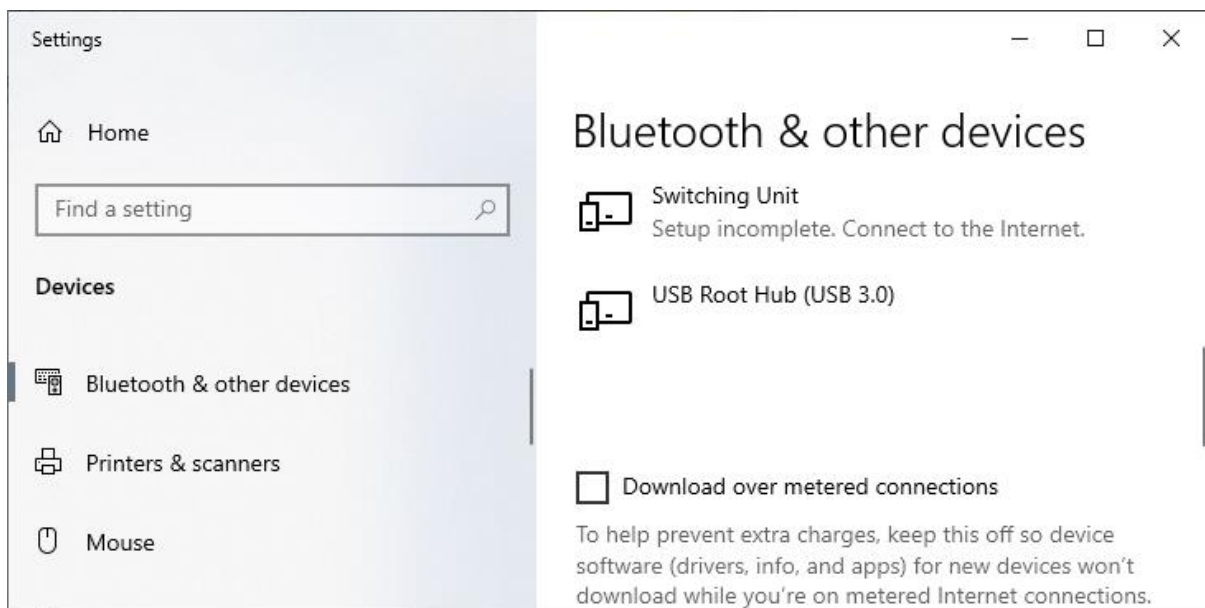 Settings
Home
Find a setting
Devices
Bluetooth & other devices
Printers & scanners
Mouse
Bluetooth & other devices
Switching Unit
Setup incomplete. Connect to the Internet.
USB Root Hub (USB 3.0)
Download over metered connections
To help prevent extra charges, keep this off so device
software (drivers, info, and apps) for new devices won't
download while you're on metered Internet connections.